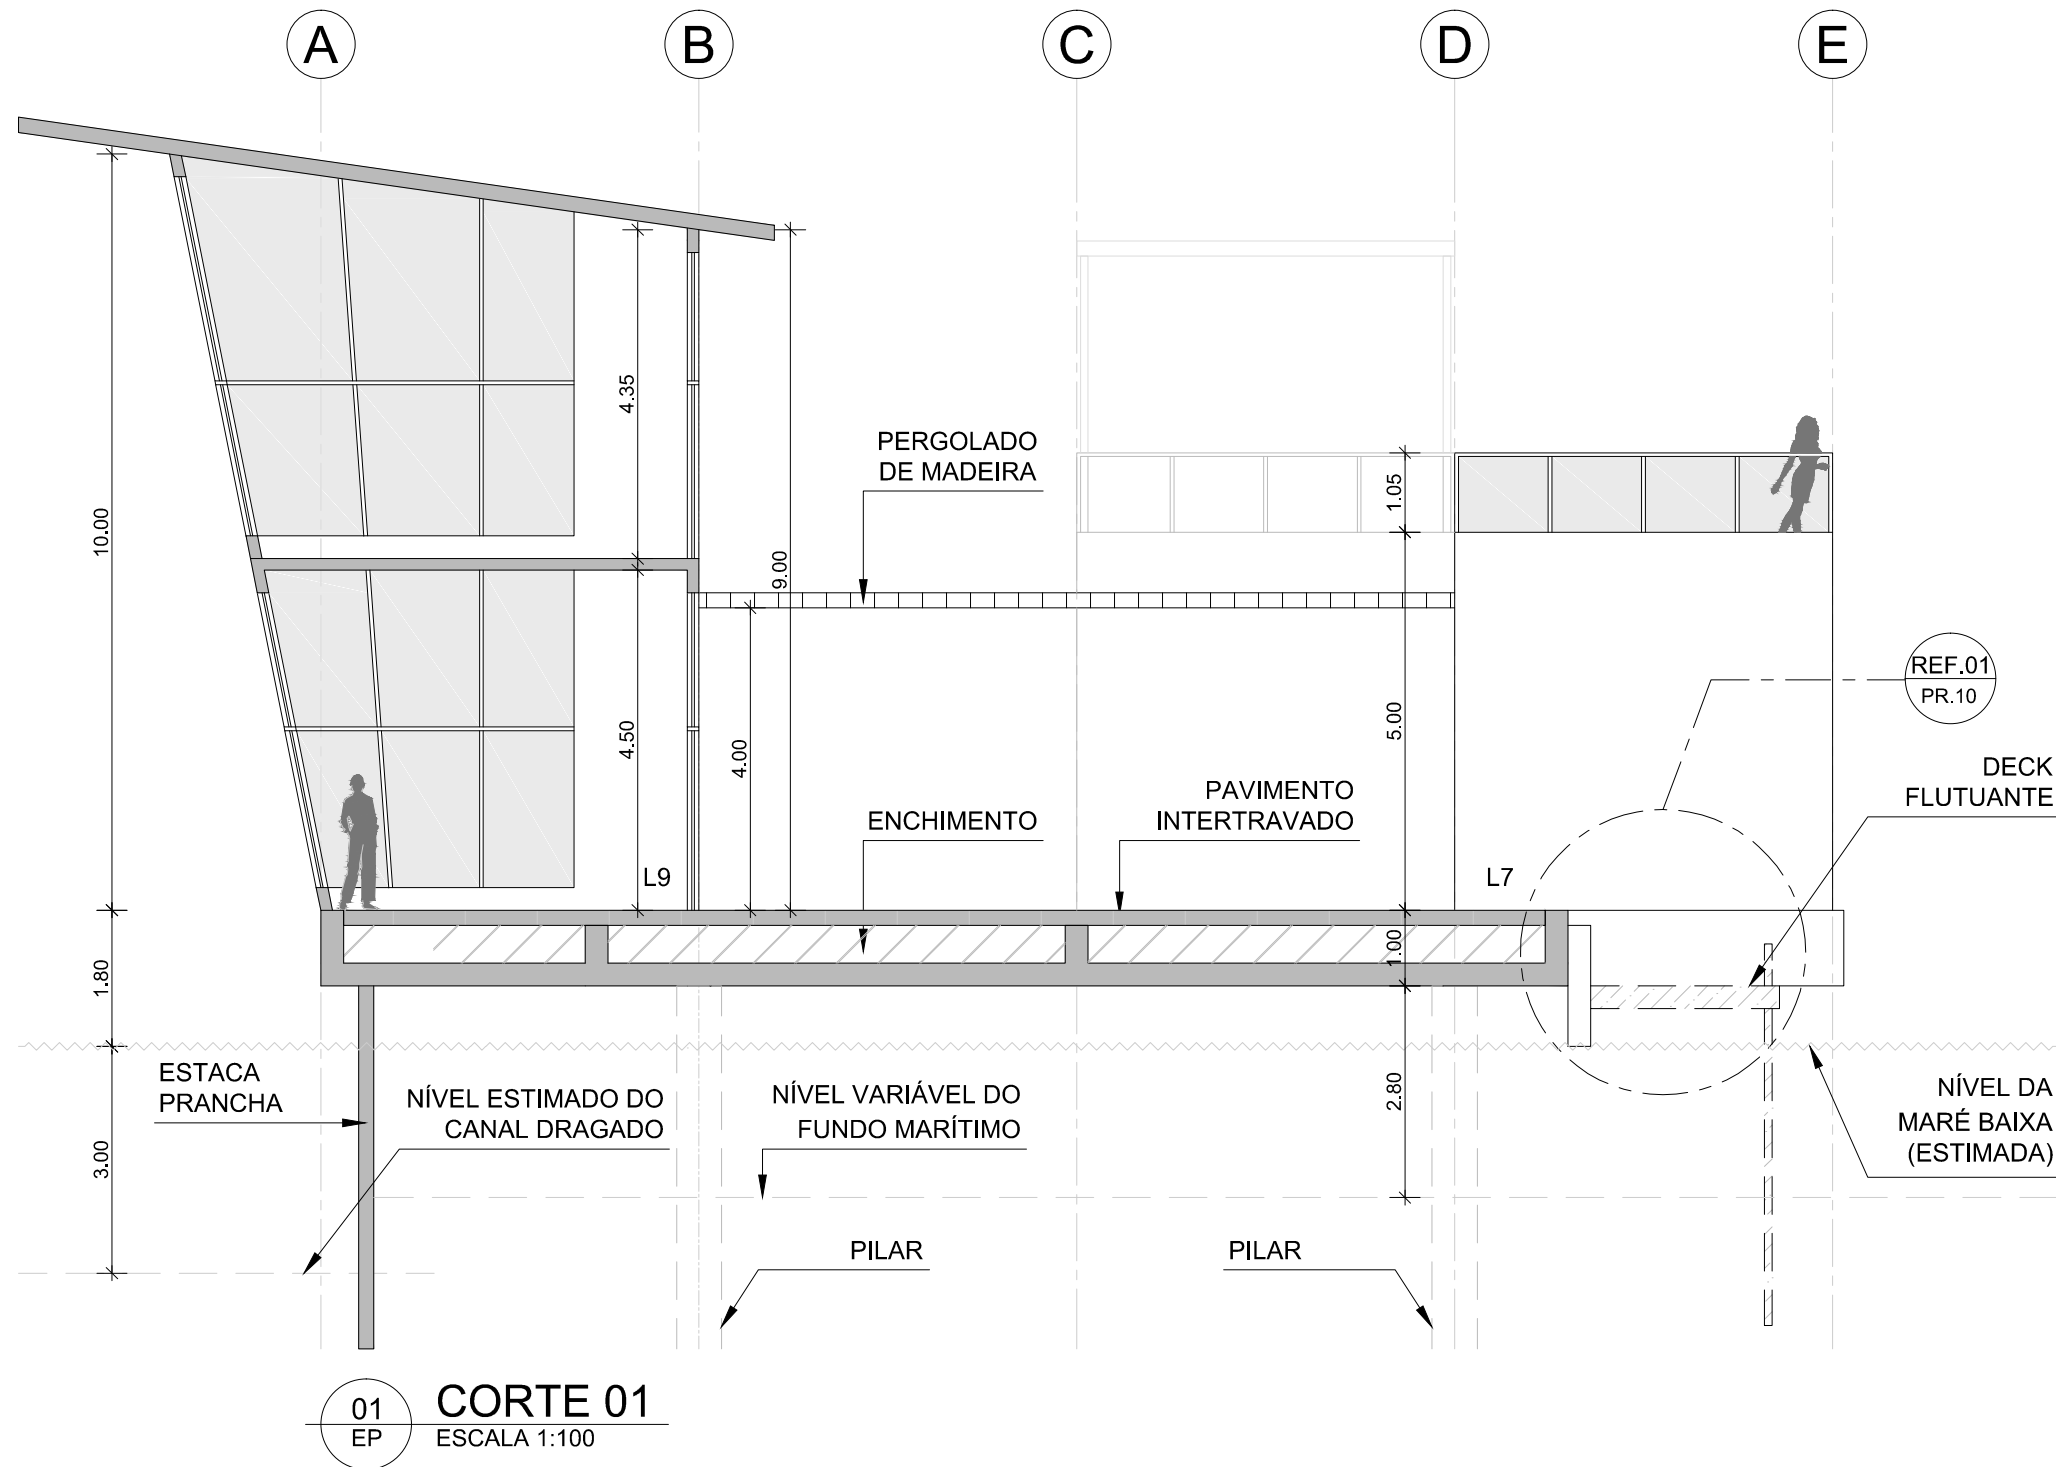 A
B
C
D
E
10.00
4.35
9.00
PERGOLADO
DE MADEIRA
1.05
4.50
4.00
5.00
REF.01
PR.10
DECK
FLUTUANTE
PAVIMENTO
INTERTRAVADO
ENCHIMENTO
L9
L7
1.80
1.00
ESTACA
PRANCHA
3.00
NÍVEL ESTIMADO DO
CANAL DRAGADO
NÍVEL VARIÁVEL DO
FUNDO MARÍTIMO
2.80
NÍVEL DA
MARÉ BAIXA
(ESTIMADA)
PILAR
PILAR
01
EP
CORTE 01
ESCALA 1:100